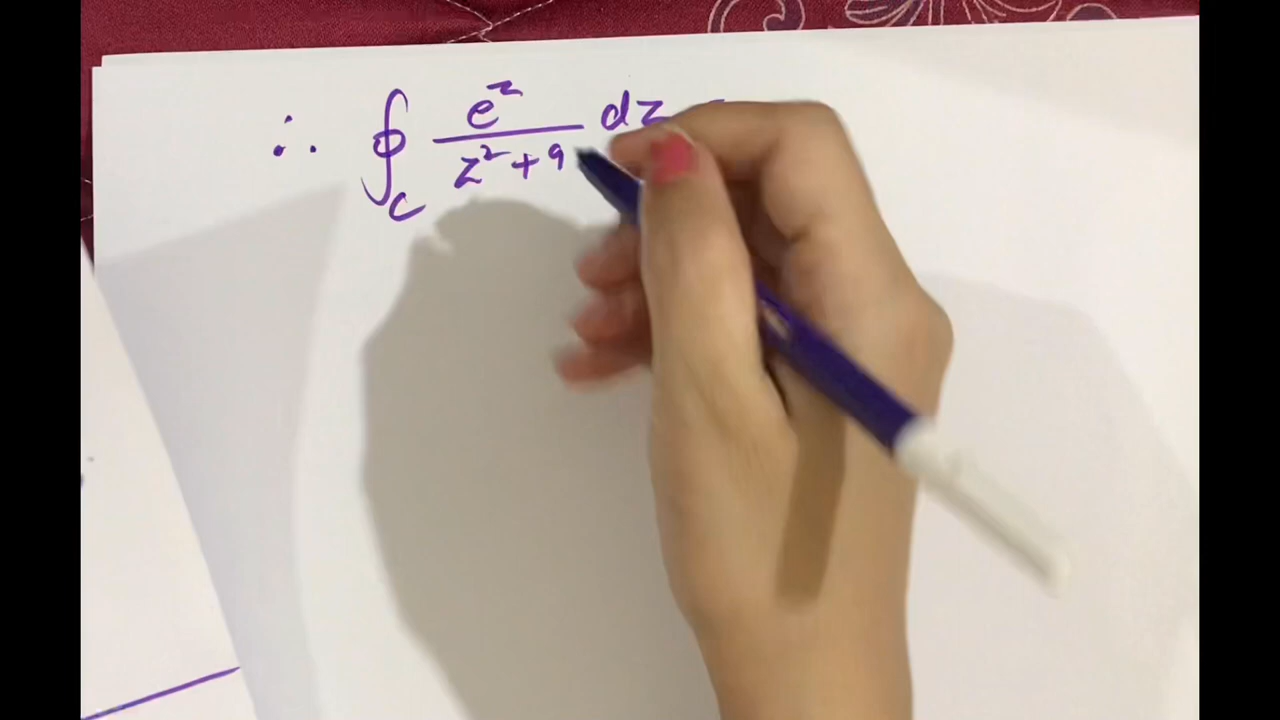 ∴ ∮_C e^z / (z^2 + 9) dz